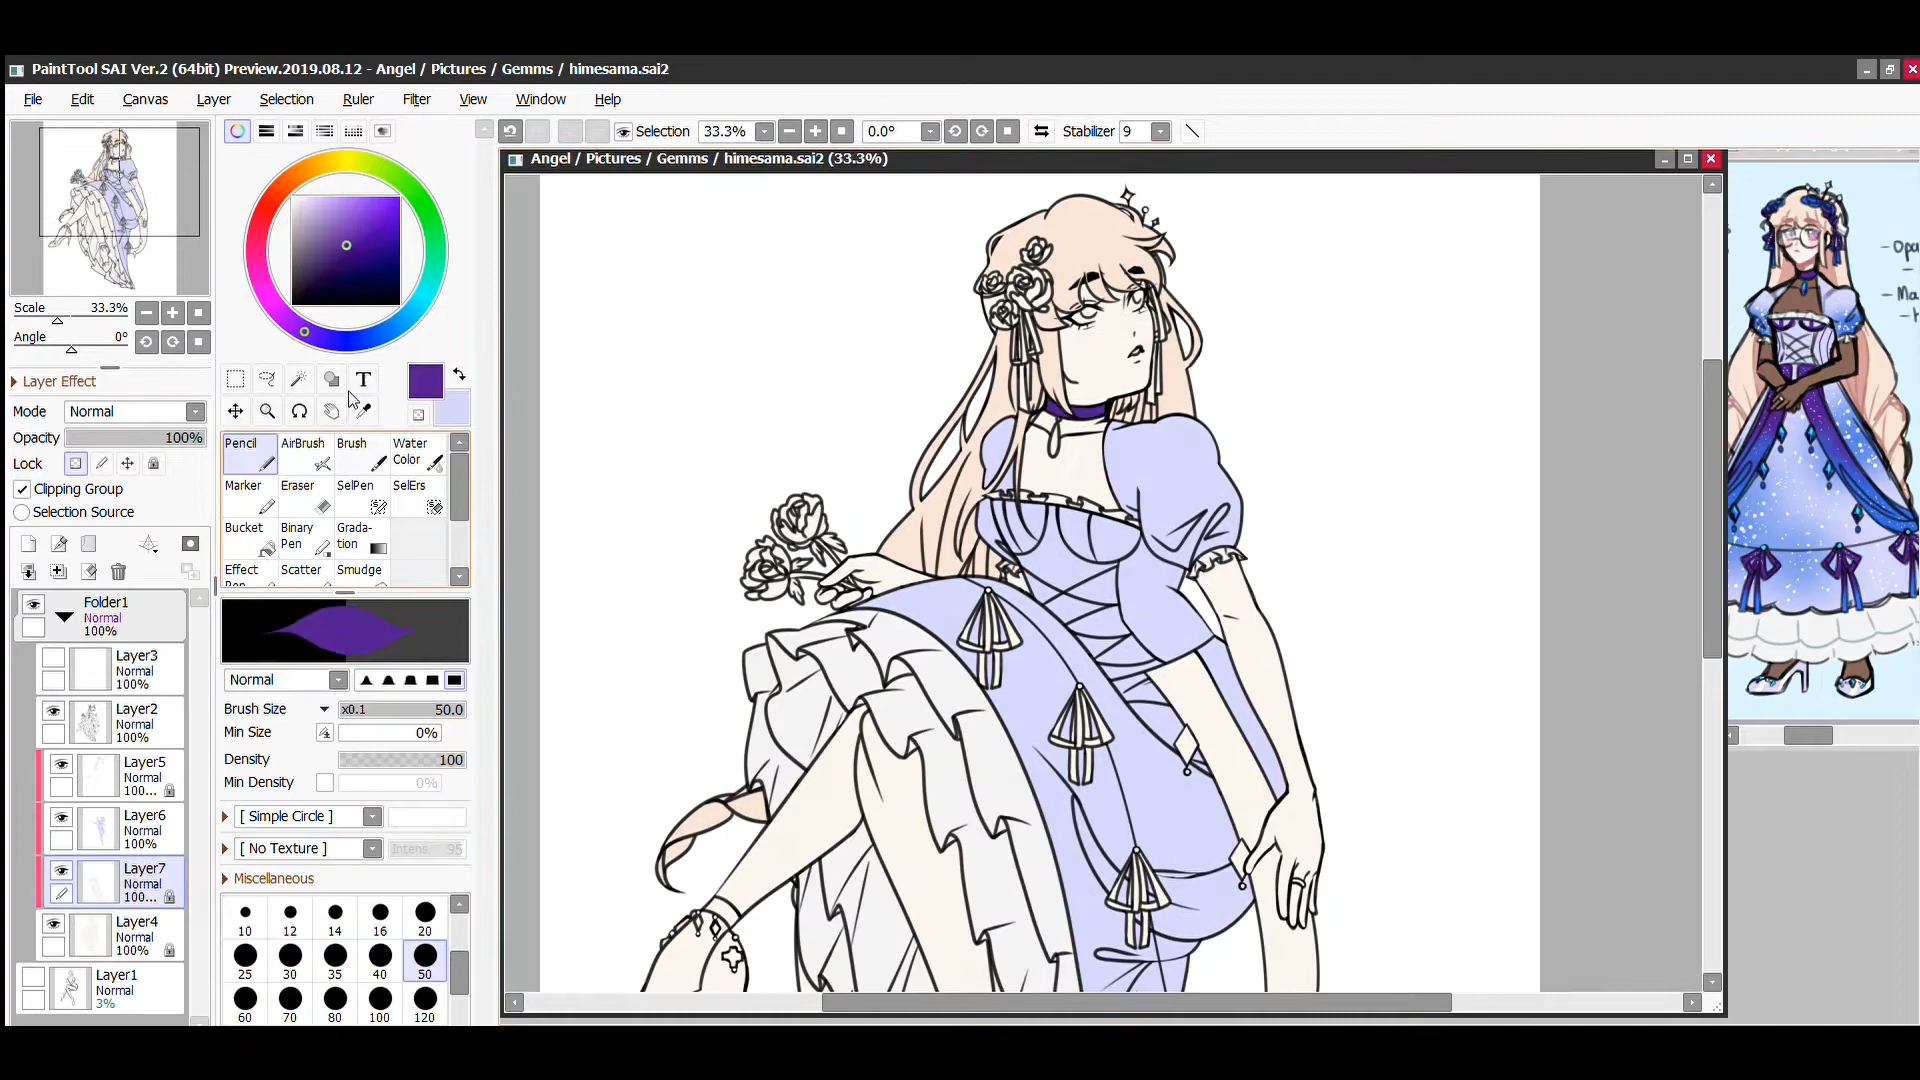 PaintTool SAI Ver.2 (64bit) Preview.2019.08.12 - Angel / Pictures / Gemms / himesama.sai2
File Edit Canvas Layer Selection Ruler Filter View Window Help
Selection 33.3% 0.0° Stabilizer 9
Angel / Pictures / Gemms / himesama.sai2 (33.3%)
Scale 33.3%
Angle 0°
Layer Effect
Mode Normal
Opacity 100%
Lock
Clipping Group
Selection Source
Folder1
Normal
100%
Layer3
Normal
100%
Layer2
Normal
100%
Layer5
Normal
100...
Layer6
Normal
100%
Layer7
Normal
100...
Layer4
Normal
100%
Layer1
Normal
3%
T
Pencil AirBrush Brush Water
Color
Marker Eraser SelPen SelErs
Bucket Binary Grada-
Pen tion
Effect Scatter Smudge
Pen
Normal
Brush Size x0.1 50.0
Min Size 0%
Density 100
Min Density 0%
[ Simple Circle ]
[ No Texture ] Intens. 95
Miscellaneous
10 12 14 16 20
25 30 35 40 50
60 70 80 100 120
- Opa
- Ma